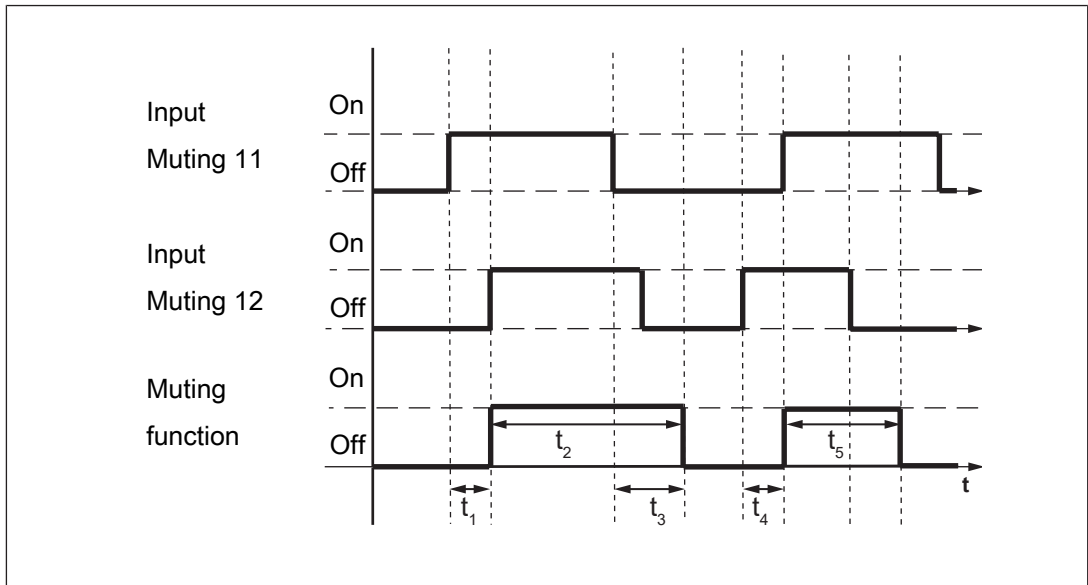 Input
Muting 11
On
Off
Input
Muting 12
On
Off
Muting
function
On
Off
t₂
t₅
t₁
t₃
t₄
t